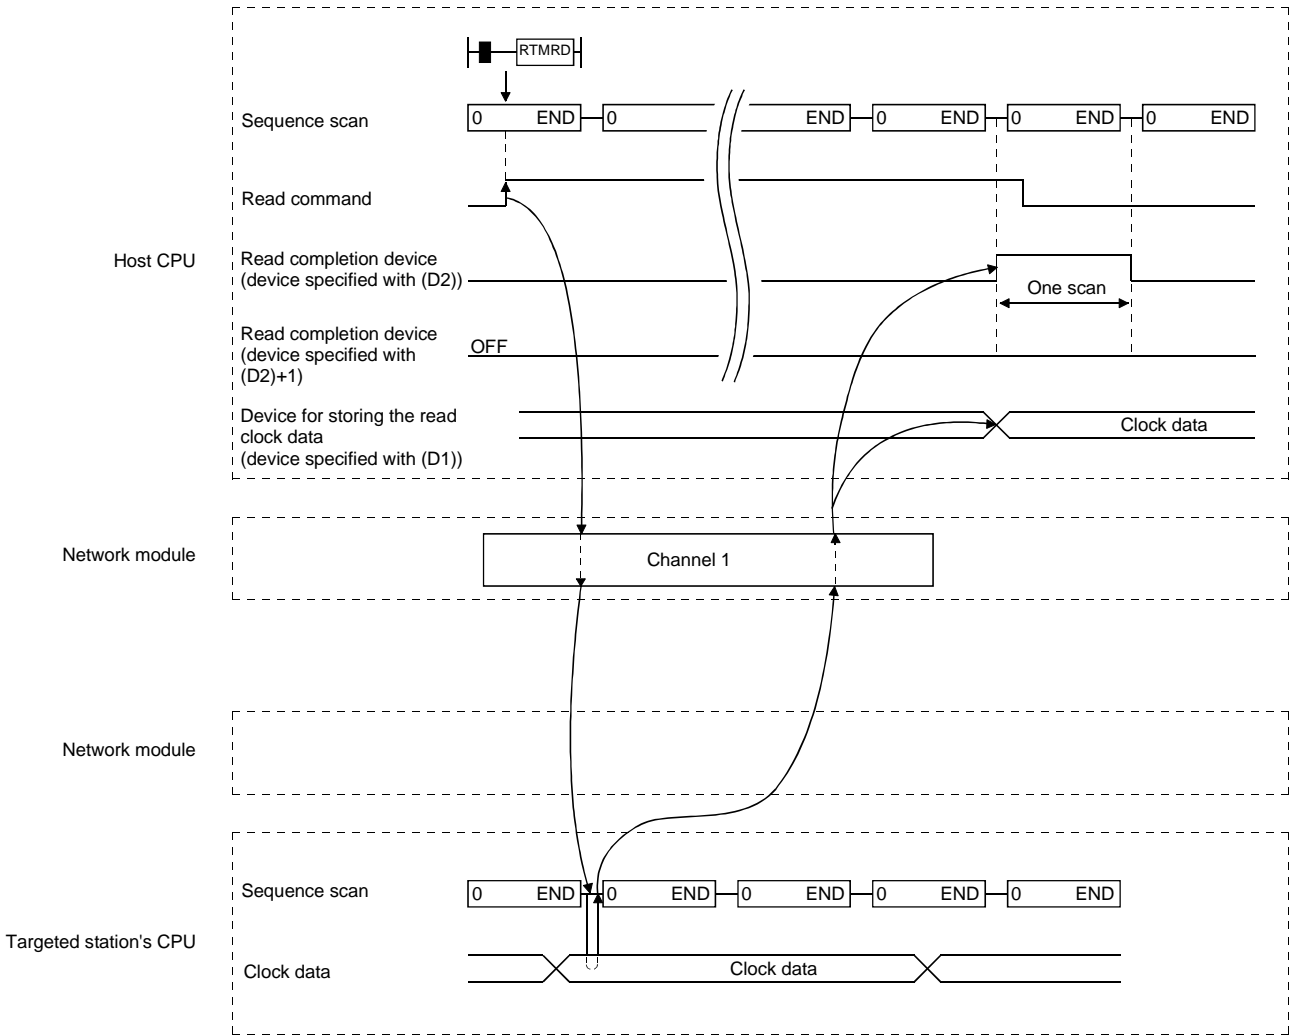 RTMRD
Sequence scan
0 END 0 END 0 END 0 END 0 END
Read command
Host CPU
Read completion device
(device specified with (D2))
One scan
Read completion device
(device specified with
(D2)+1)
OFF
Device for storing the read
clock data
(device specified with (D1))
Clock data
Network module
Channel 1
Network module
Sequence scan
0 END 0 END 0 END 0 END 0 END
Targeted station's CPU
Clock data
Clock data